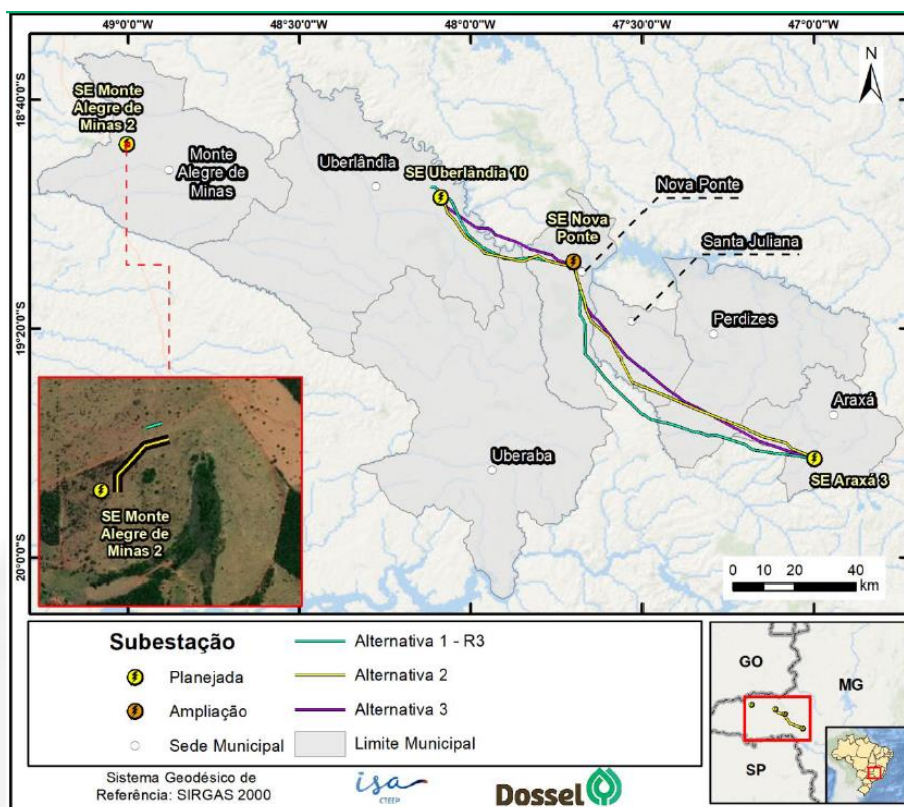 49°0'0"W
48°30'0"W
48°0'0"W
47°30'0"W
47°0'0"W
N
18°40'0"S
19°20'0"S
20°0'0"S
SE Monte
Alegre de
Minas 2
Monte
Alegre de
Minas
Uberlândia
SE Uberlândia 10
Nova Ponte
SE Nova
Ponte
Santa Juliana
Perdizes
Araxá
Uberaba
SE Araxá 3
SE Monte
Alegre de
Minas 2
0 10 20 40
km
Subestação
Planejada
Ampliação
Sede Municipal
Alternativa 1 - R3
Alternativa 2
Alternativa 3
Limite Municipal
GO
MG
SP
Sistema Geodésico de
Referência: SIRGAS 2000
isa
CTEEP
Dossel